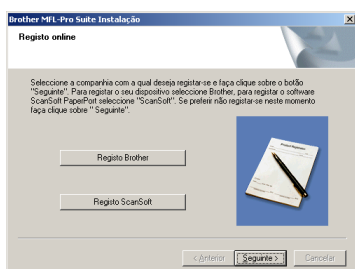 Brother MFL-Pro Suite Instalação
Registo online
Seleccione a companhia com a qual deseja registar-se e faça clique sobre o botão
"Seguinte". Para registar o seu dispositivo seleccione Brother, para registar o software
ScanSoft PaperPort seleccione "ScanSoft". Se preferir não registar-se neste momento
faça clique sobre " Seguinte".
Product Registration
Registo Brother
Registo ScanSoft
< Anterior
Seguinte >
Cancelar